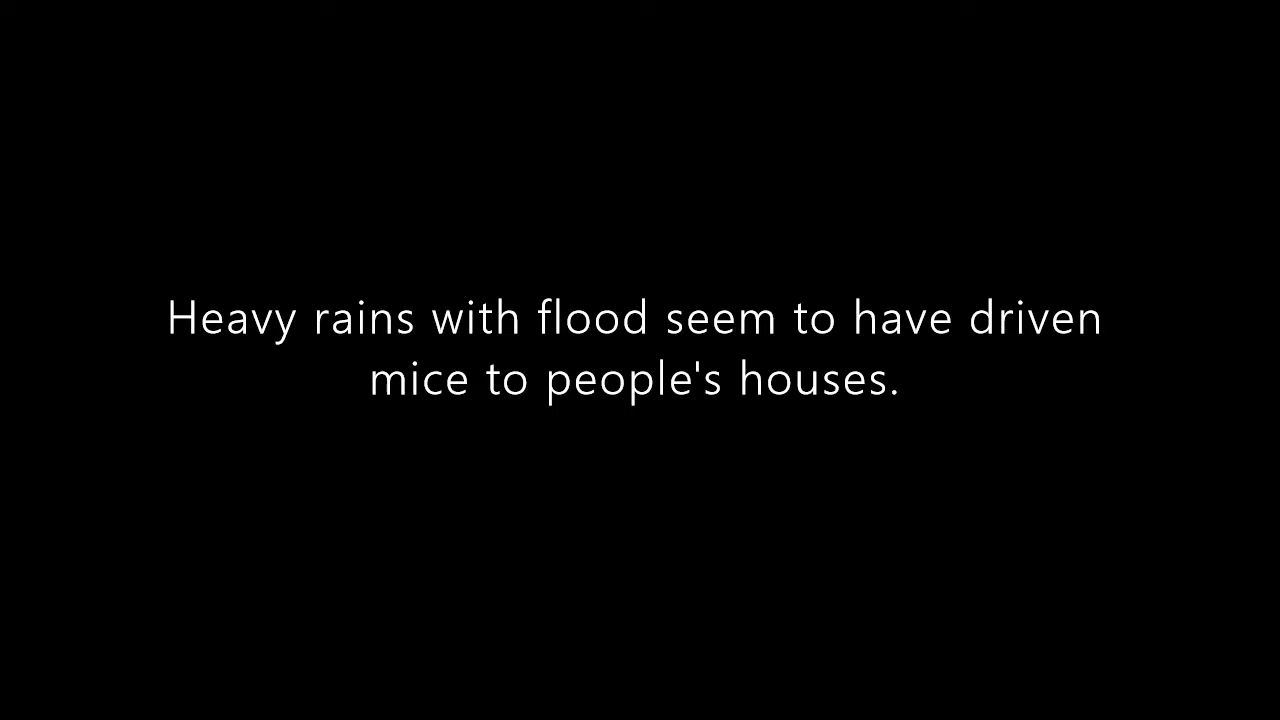 Heavy rains with flood seem to have driven
mice to people's houses.